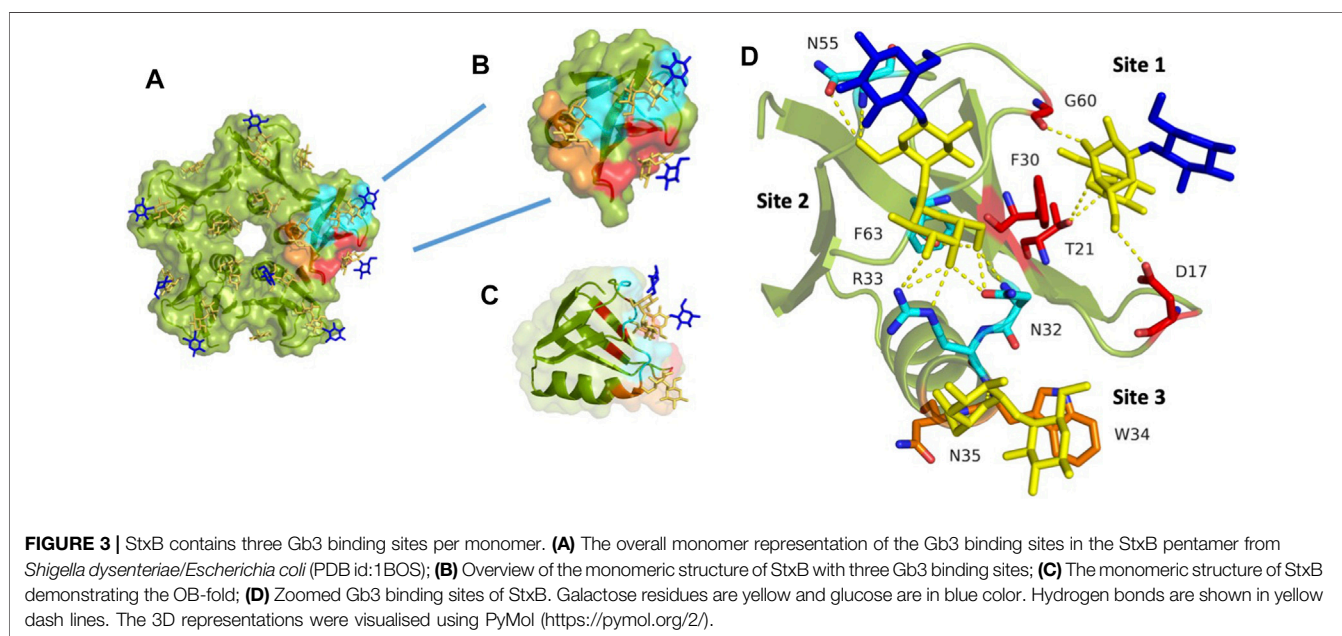 A
B
C
D
N55
Site 1
G60
F30
Site 2
F63
T21
R33
D17
N32
Site 3
N35
W34
FIGURE 3 | StxB contains three Gb3 binding sites per monomer. (A) The overall monomer representation of the Gb3 binding sites in the StxB pentamer from
Shigella dysenteriae/Escherichia coli (PDB id:1BOS); (B) Overview of the monomeric structure of StxB with three Gb3 binding sites; (C) The monomeric structure of StxB
demonstrating the OB-fold; (D) Zoomed Gb3 binding sites of StxB. Galactose residues are yellow and glucose are in blue color. Hydrogen bonds are shown in yellow
dash lines. The 3D representations were visualised using PyMol (https://pymol.org/2/).